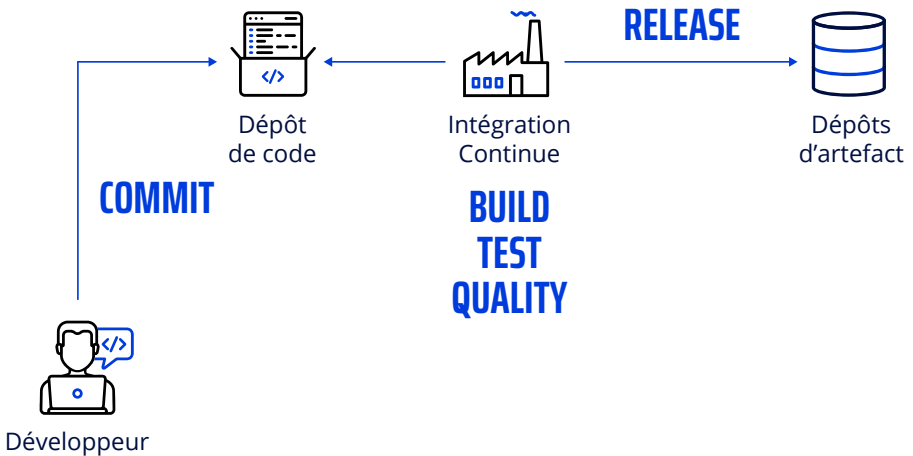 RELEASE
</>
Dépôt
de code
Intégration
Continue
Dépôts
d’artefact
COMMIT
BUILD
TEST
QUALITY
</>
Développeur